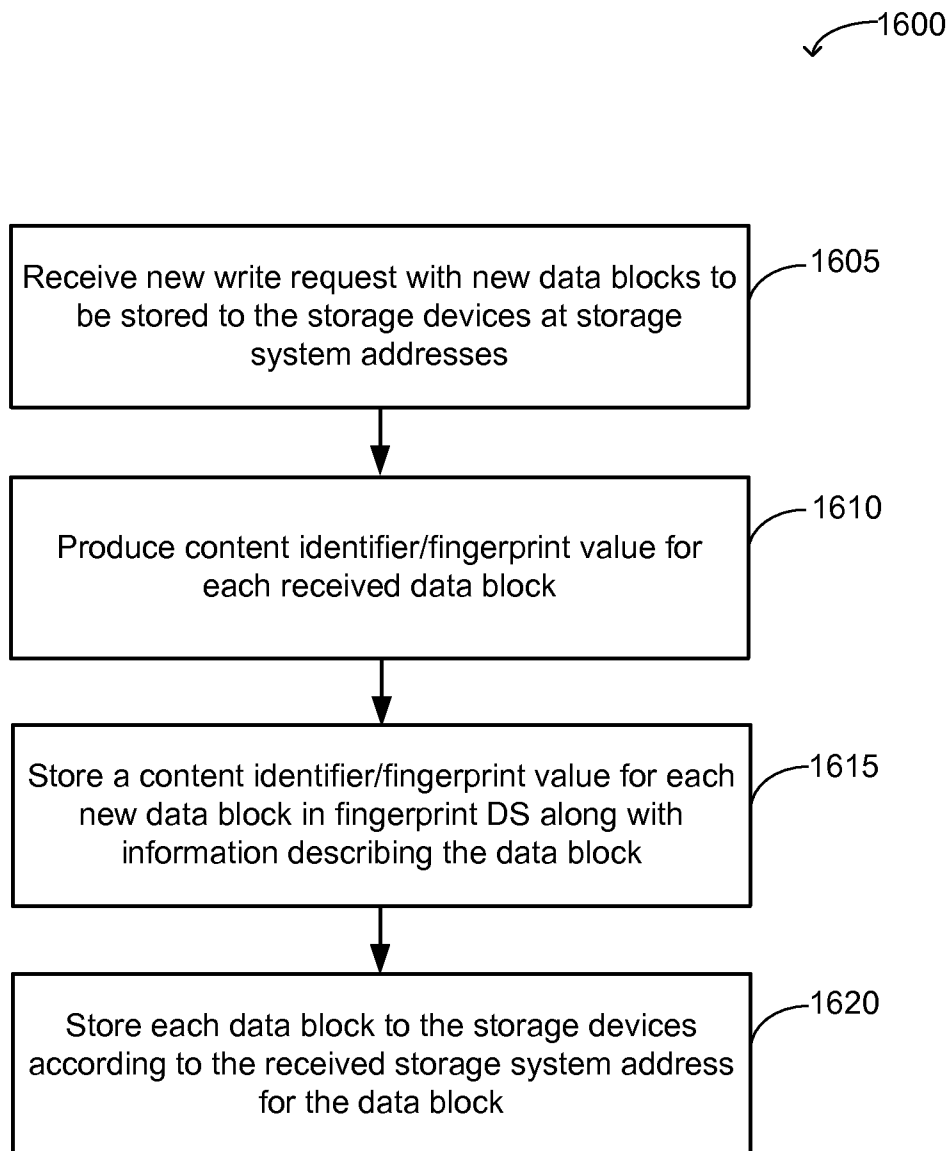 1600
Receive new write request with new data blocks to
be stored to the storage devices at storage
system addresses
1605
Produce content identifier/fingerprint value for
each received data block
1610
Store a content identifier/fingerprint value for each
new data block in fingerprint DS along with
information describing the data block
1615
Store each data block to the storage devices
according to the received storage system address
for the data block
1620